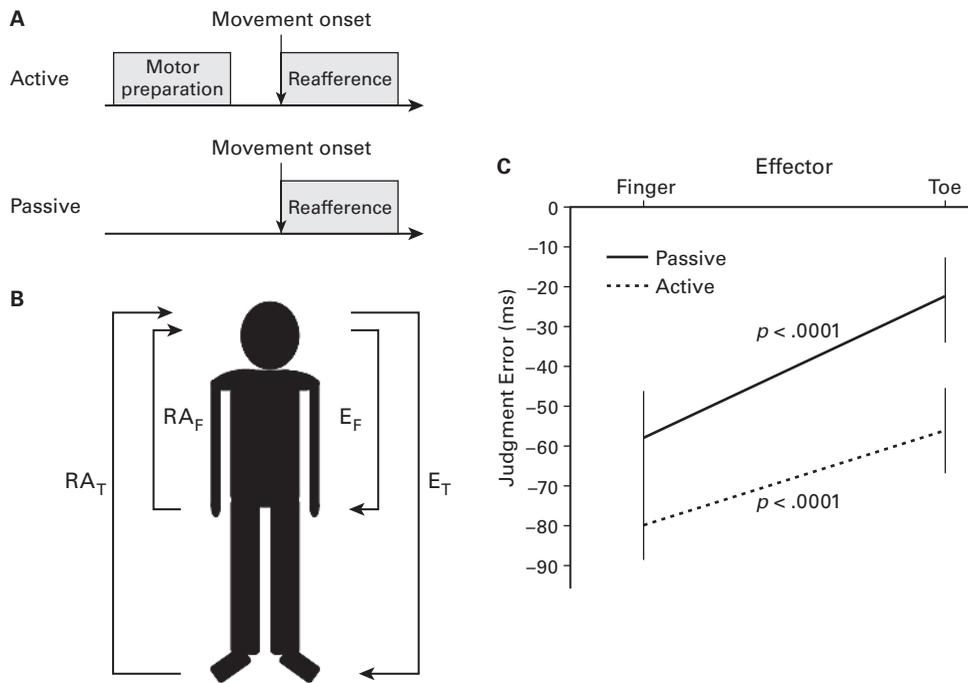 A
Movement onset
Active
Motor
preparation
Reafference
Movement onset
Passive
Reafference
B
RA_F
E_F
RA_T
E_T
C
Effector
Finger
Toe
Judgment Error (ms)
0
–10
–20
–30
–40
–50
–60
–70
–80
–90
Passive
Active
p < .0001
p < .0001